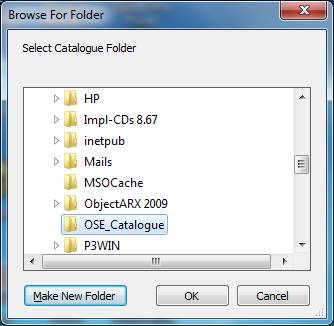 Browse For Folder
Select Catalogue Folder
HP
Impl-CDs 8.67
inetpub
Mails
MSOCache
ObjectARX 2009
OSE_Catalogue
P3WIN
Make New Folder
OK
Cancel